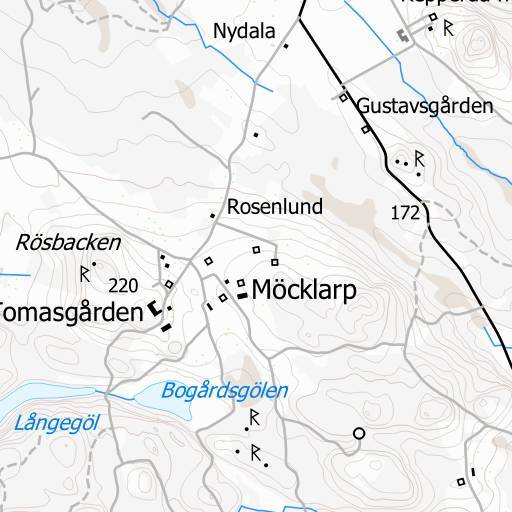 Nydala
Gustavsgården
Rosenlund
172
Rösbacken
220
Möcklarp
Tomasgården
Bogårdsgölen
Långegöl